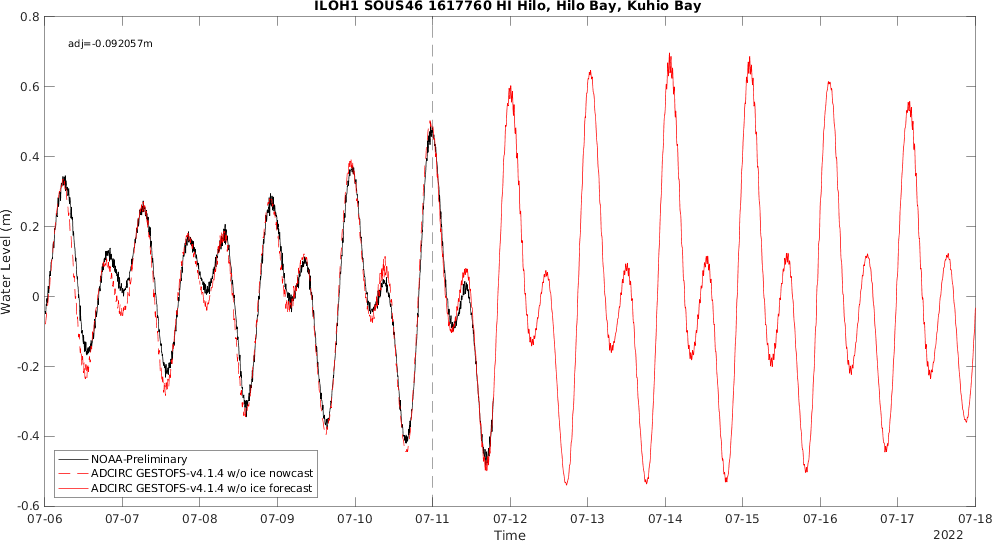 ILOH1 SOUS46 1617760 HI Hilo, Hilo Bay, Kuhio Bay
adj=-0.092057m
Water Level (m)
0.8
0.6
0.4
0.2
0
-0.2
-0.4
-0.6
NOAA-Preliminary
ADCIRC GESTOFS-v4.1.4 w/o ice nowcast
ADCIRC GESTOFS-v4.1.4 w/o ice forecast
07-06 07-07 07-08 07-09 07-10 07-11 07-12 07-13 07-14 07-15 07-16 07-17 07-18
Time
2022